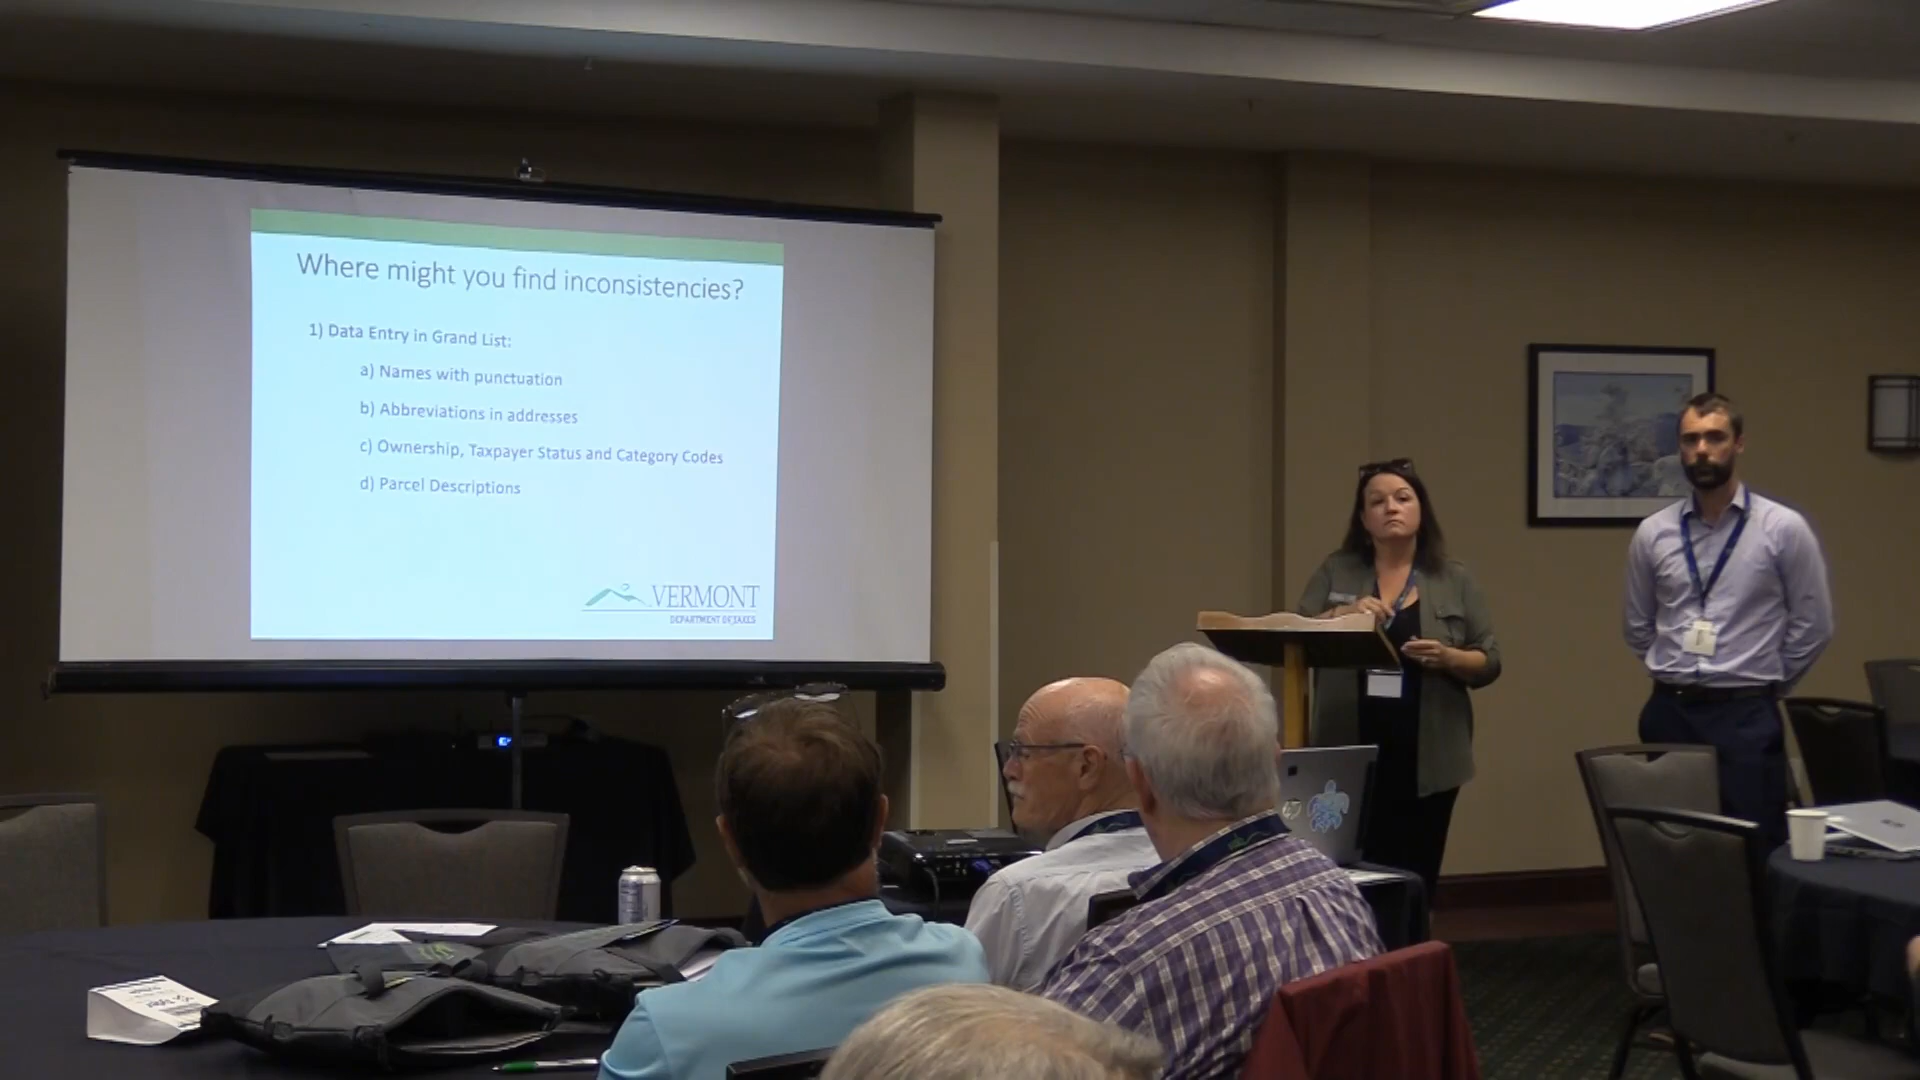 Where might you find inconsistencies?
1) Data Entry in Grand List:
a) Names with punctuation
b) Abbreviations in addresses
c) Ownership, Taxpayer Status and Category Codes
d) Parcel Descriptions
VERMONT
DEPARTMENT OF TAXES